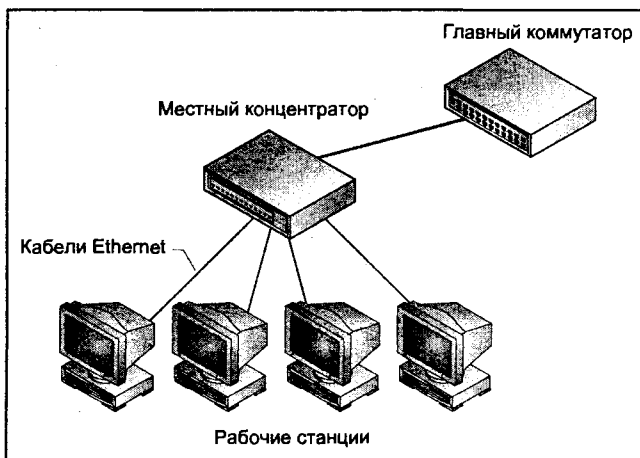 Главный коммутатор
Местный концентратор
Кабели Ethernet
Рабочие станции